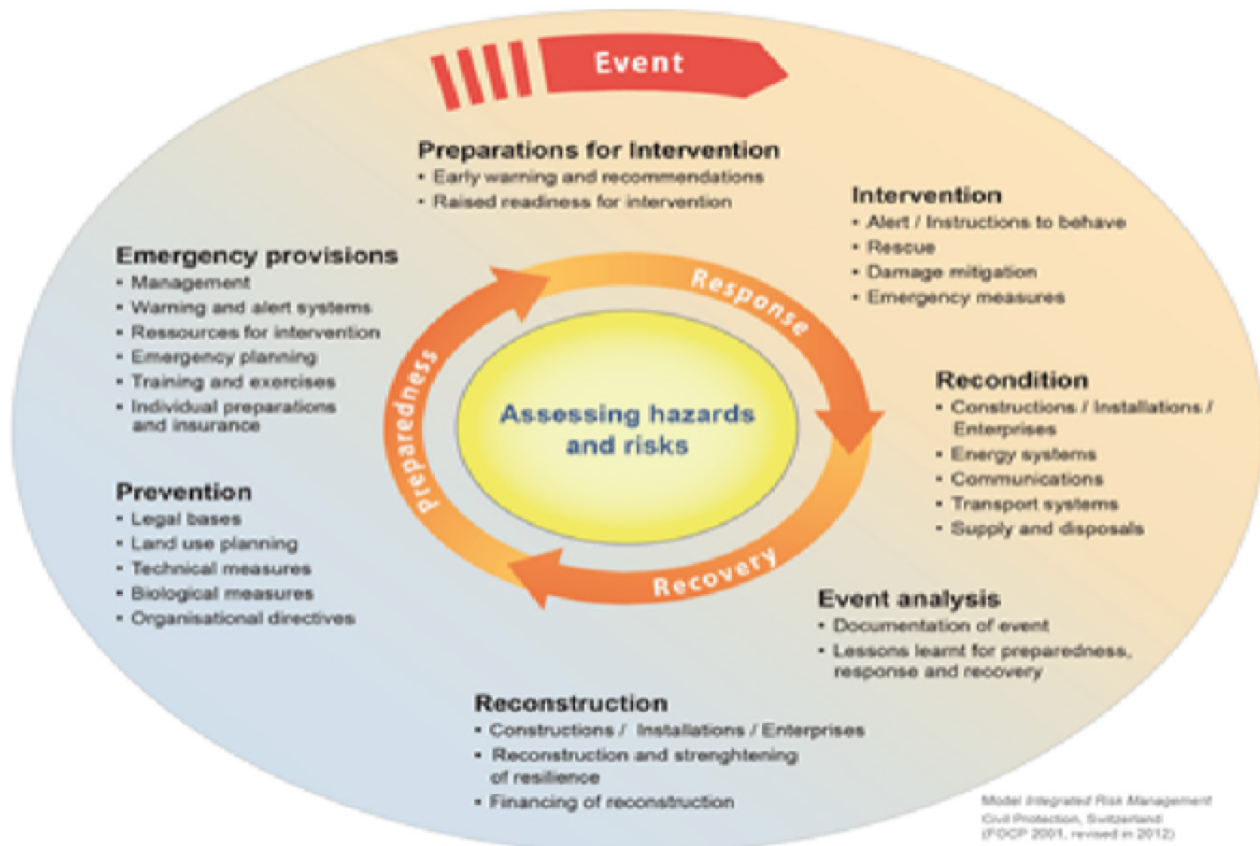 Event
Preparations for Intervention
• Early warning and recommendations
• Raised readiness for intervention
Intervention
• Alert / Instructions to behave
• Rescue
• Damage mitigation
• Emergency measures
Emergency provisions
• Management
• Warning and alert systems
• Ressources for intervention
• Emergency planning
• Training and exercises
• Individual preparations
and insurance
Response
Preparedness
Assessing hazards
and risks
Recovery
Recondition
• Constructions / Installations /
Enterprises
• Energy systems
• Communications
• Transport systems
• Supply and disposals
Prevention
• Legal bases
• Land use planning
• Technical measures
• Biological measures
• Organisational directives
Event analysis
• Documentation of event
• Lessons learnt for preparedness,
response and recovery
Reconstruction
• Constructions / Installations / Enterprises
• Reconstruction and strenghtening
of resilience
• Financing of reconstruction
Model Integrated Risk Management
Civil Protection, Switzerland
(FOCP 2001, revised in 2012)